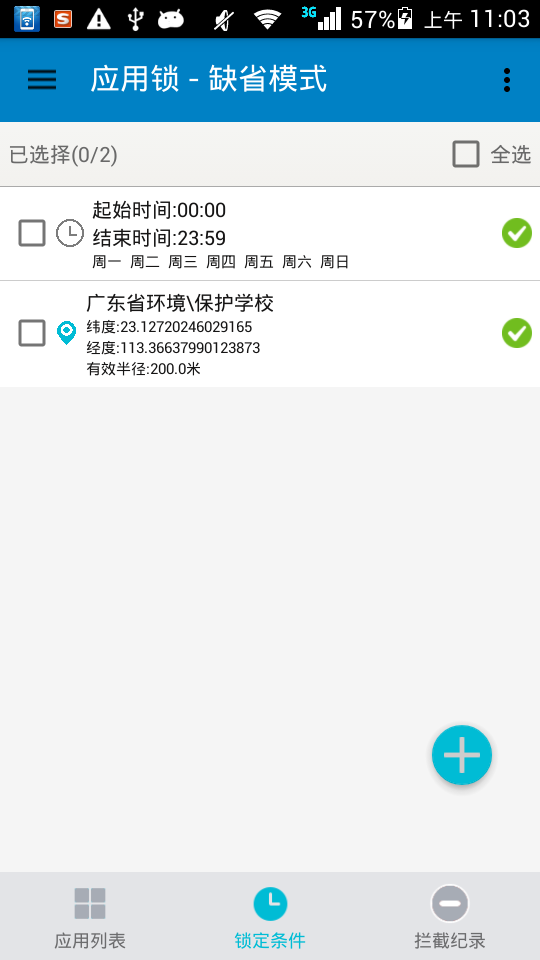 3G 57% 上午 11:03
应用锁 - 缺省模式
已选择(0/2) 全选
起始时间:00:00
结束时间:23:59
周一 周二 周三 周四 周五 周六 周日
广东省环境\保护学校
纬度:23.12720246029165
经度:113.36637990123873
有效半径:200.0米
应用列表 锁定条件 拦截纪录